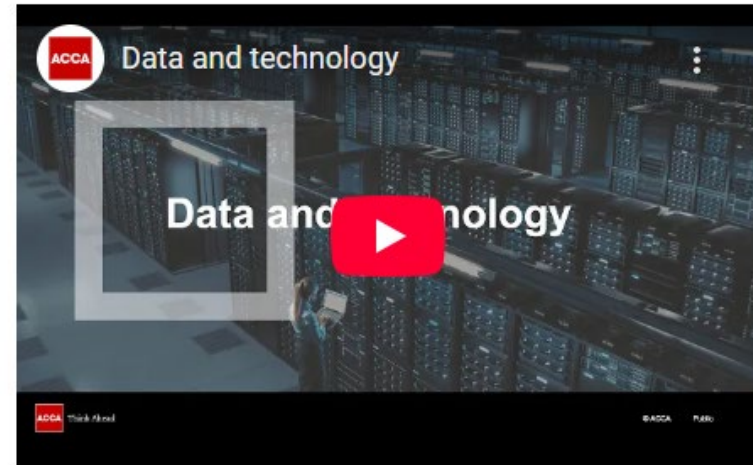 ACCA
Data and technology
Data and nology
ACCA Think Ahead
© ACCA Public